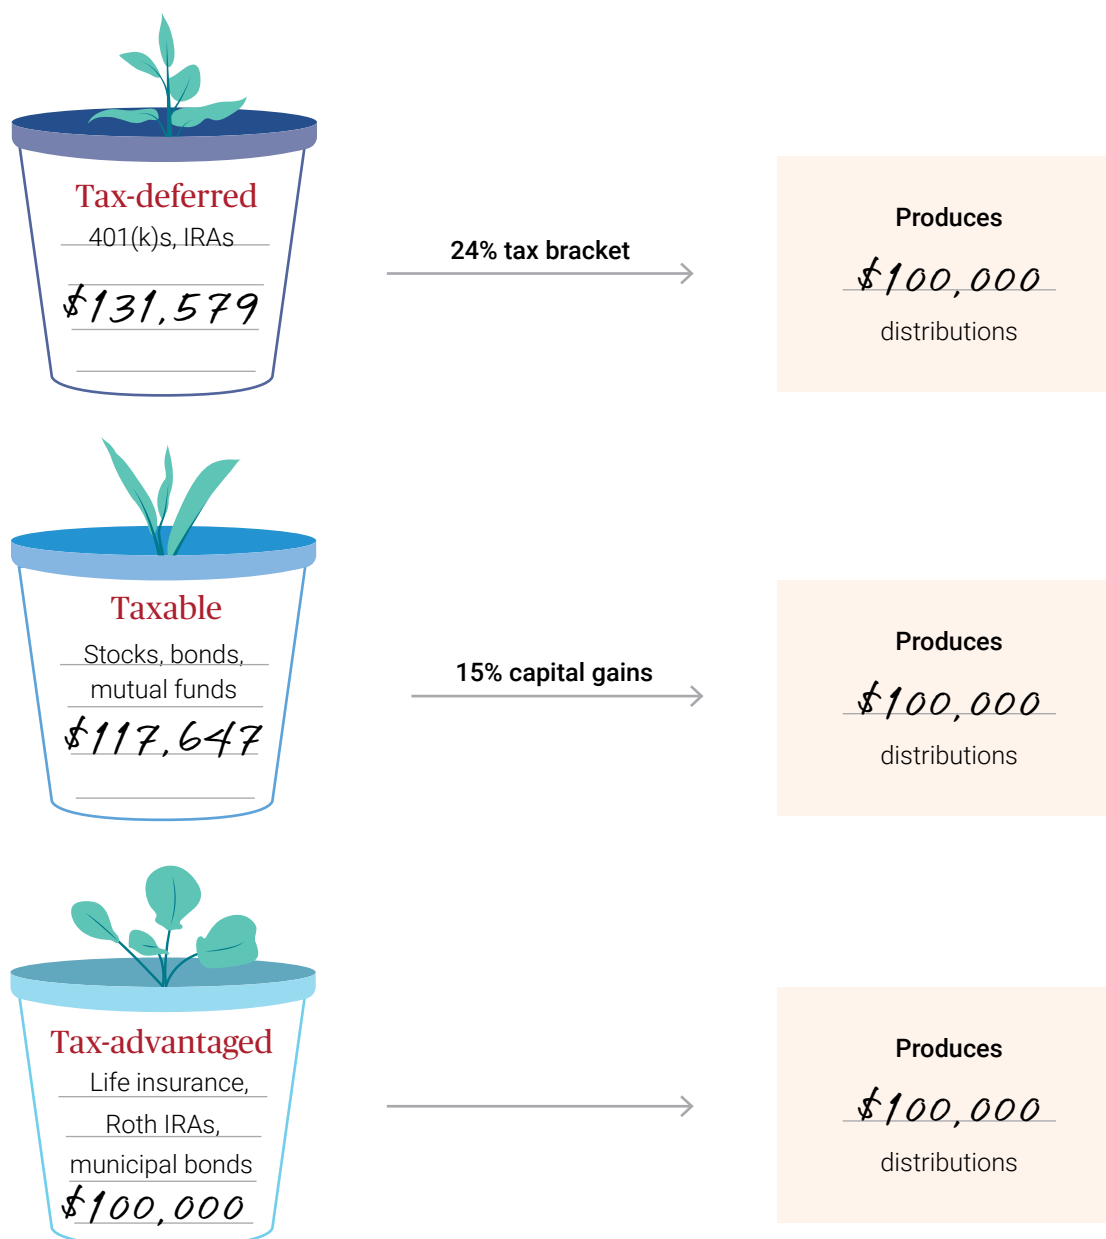 Tax-deferred
401(k)s, IRAs
$131,579
24% tax bracket
Produces
$100,000
distributions
Taxable
Stocks, bonds,
mutual funds
$117,647
15% capital gains
Produces
$100,000
distributions
Tax-advantaged
Life insurance,
Roth IRAs,
municipal bonds
$100,000
Produces
$100,000
distributions